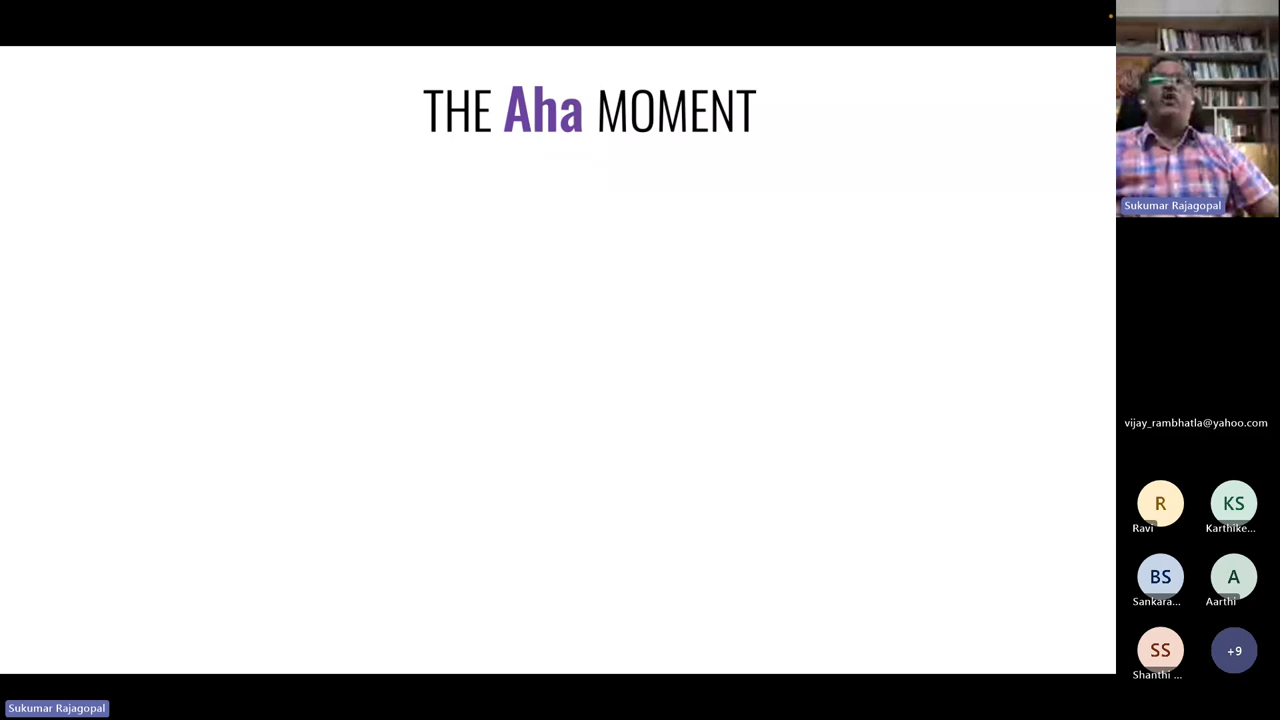 THE Aha MOMENT
Sukumar Rajagopal
vijay_rambhatla@yahoo.com
R
KS
Ravi
Karthike...
BS
A
Sankara...
Aarthi
SS
+9
Shanthi ...
Sukumar Rajagopal